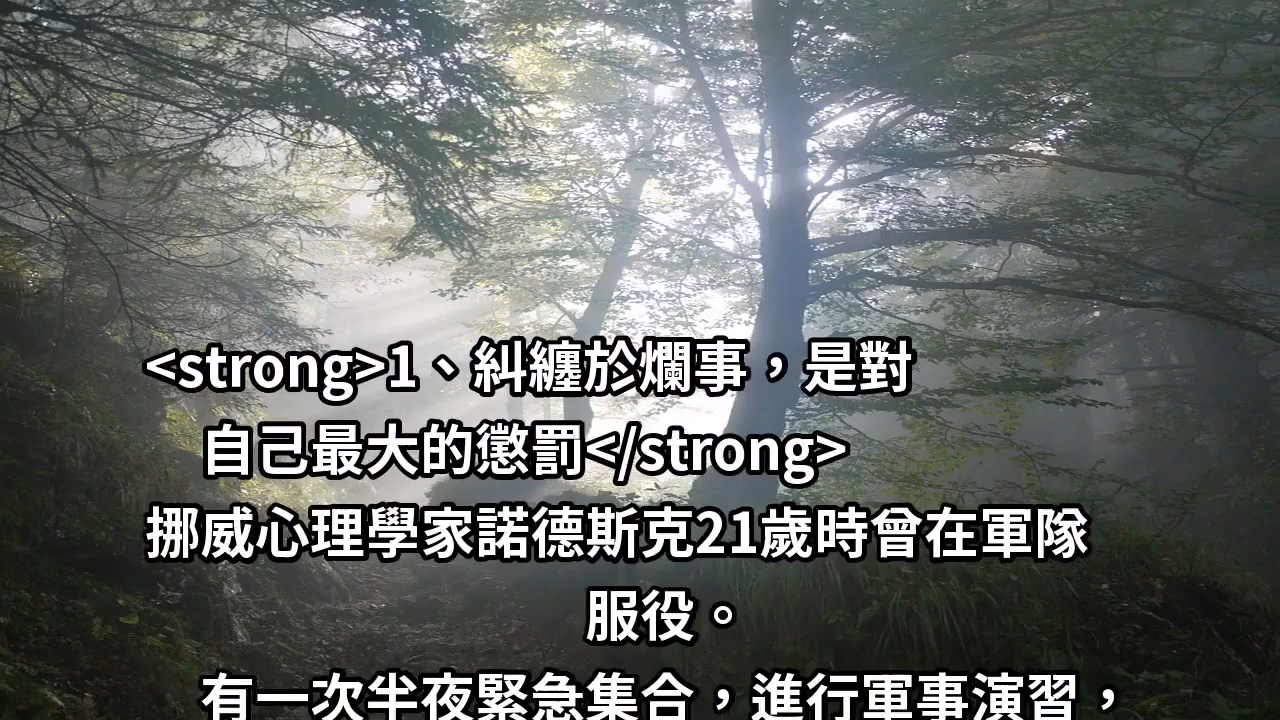 <strong>1、糾纏於爛事，是對
自己最大的懲罰</strong>
挪威心理學家諾德斯克21歲時曾在軍隊
服役。
有一次半夜緊急集合，進行軍事演習，